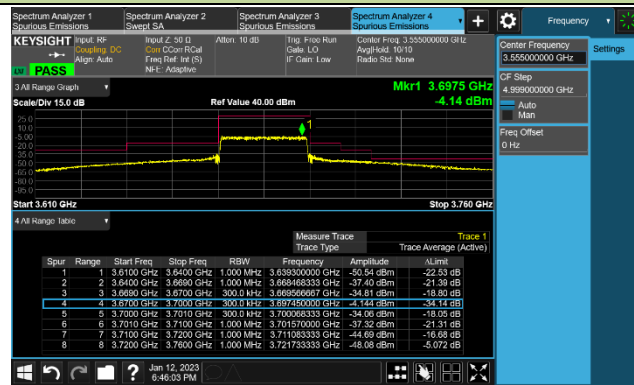 Spectrum Analyzer 1
Spurious Emissions
Spectrum Analyzer 2
Swept SA
Spectrum Analyzer 3
Spurious Emissions
Spectrum Analyzer 4
Spurious Emissions
Frequency
KEYSIGHT
Input: RF
Coupling: DC
Align: Auto
Input Z: 50 Ω
Corr CCorr RCal
Freq Ref: Int (S)
NFE: Adaptive
Atten: 10 dB
Trig: Free Run
Gate: LO
IF Gain: Low
Center Freq: 3.555000000 GHz
Avg|Hold: 10/10
Radio Std: None
PASS
3 All Range Graph
Mkr1 3.6975 GHz
Scale/Div 15.0 dB
Ref Value 40.00 dBm
-4.14 dBm
25.0
10.0
-5.00
-20.0
-35.0
-50.0
-65.0
-80.0
-95.0
1
Start 3.610 GHz
Stop 3.760 GHz
4 All Range Table
Measure Trace Trace 1
Trace Type Trace Average (Active)
Spur Range Start Freq Stop Freq RBW Frequency Amplitude ΔLimit
1 1 3.6100 GHz 3.6400 GHz 1.000 MHz 3.639300000 GHz -50.54 dBm -22.53 dB
2 2 3.6400 GHz 3.6690 GHz 1.000 MHz 3.668468333 GHz -37.40 dBm -21.39 dB
3 3 3.6690 GHz 3.6700 GHz 300.0 kHz 3.669566667 GHz -34.81 dBm -18.80 dB
4 4 3.6700 GHz 3.7000 GHz 300.0 kHz 3.697450000 GHz -4.144 dBm -34.14 dB
5 5 3.7000 GHz 3.7010 GHz 300.0 kHz 3.700068333 GHz -34.06 dBm -18.05 dB
6 6 3.7010 GHz 3.7100 GHz 1.000 MHz 3.701570000 GHz -37.32 dBm -21.31 dB
7 7 3.7100 GHz 3.7200 GHz 1.000 MHz 3.711083333 GHz -44.69 dBm -16.68 dB
8 8 3.7200 GHz 3.7600 GHz 1.000 MHz 3.721733333 GHz -48.08 dBm -5.072 dB
Center Frequency
3.555000000 GHz
Settings
CF Step
4.999000000 GHz
Auto
Man
Freq Offset
0 Hz
Jan 12, 2023
6:46:03 PM